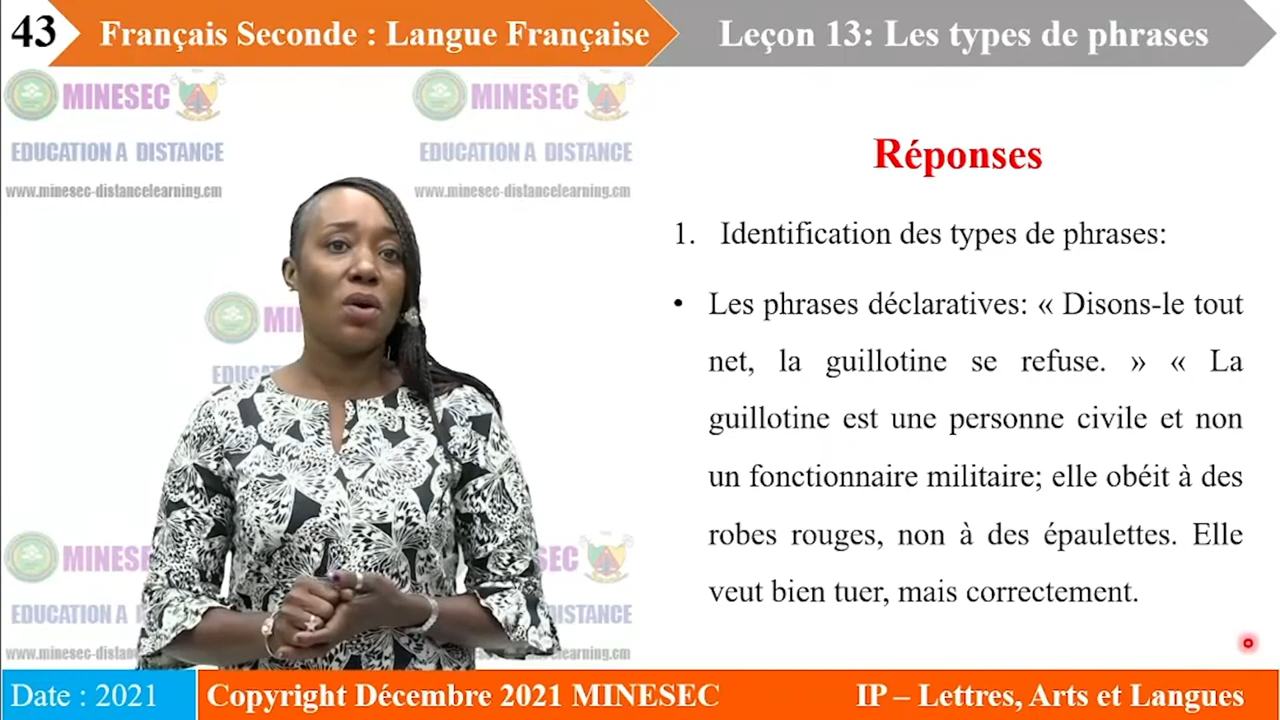 43
Français Seconde : Langue Française
Leçon 13: Les types de phrases
MINESEC
EDUCATION A DISTANCE
www.minesec-distancelearning.cm
MINESEC
EDUCATION A DISTANCE
www.minesec-distancelearning.cm
Réponses
1. Identification des types de phrases:
• Les phrases déclaratives: « Disons-le tout
net, la guillotine se refuse. » « La
guillotine est une personne civile et non
un fonctionnaire militaire; elle obéit à des
robes rouges, non à des épaulettes. Elle
veut bien tuer, mais correctement.
MINESEC
EDUCATION A
Date : 2021
Copyright Décembre 2021 MINESEC
IP – Lettres, Arts et Langues